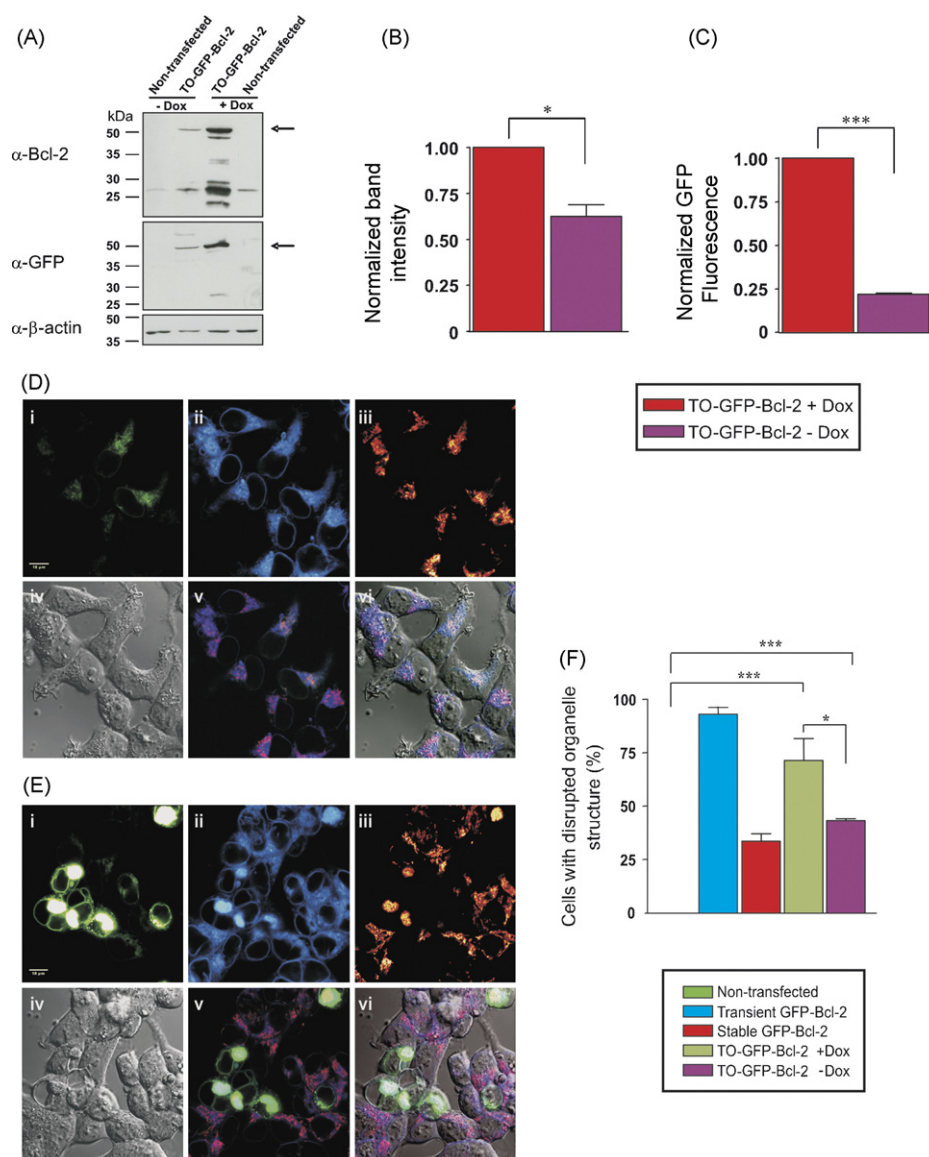 (A)
Non-transfected
TO-GFP-Bcl-2
TO-GFP-Bcl-2
Non-transfected
- Dox
+ Dox
kDa
α-Bcl-2
50
35
30
25
α-GFP
50
35
30
25
α-β-actin
50
35
(B)
*
Normalized band
intensity
1.00
0.75
0.50
0.25
0
(C)
***
Normalized GFP
Fluorescence
1.00
0.75
0.50
0.25
0
TO-GFP-Bcl-2 + Dox
TO-GFP-Bcl-2 - Dox
(D)
i
ii
iii
iv
v
vi
(E)
i
ii
iii
iv
v
vi
(F)
***
***
*
Cells with disrupted organelle
structure (%)
100
75
50
25
0
Non-transfected
Transient GFP-Bcl-2
Stable GFP-Bcl-2
TO-GFP-Bcl-2 +Dox
TO-GFP-Bcl-2 -Dox